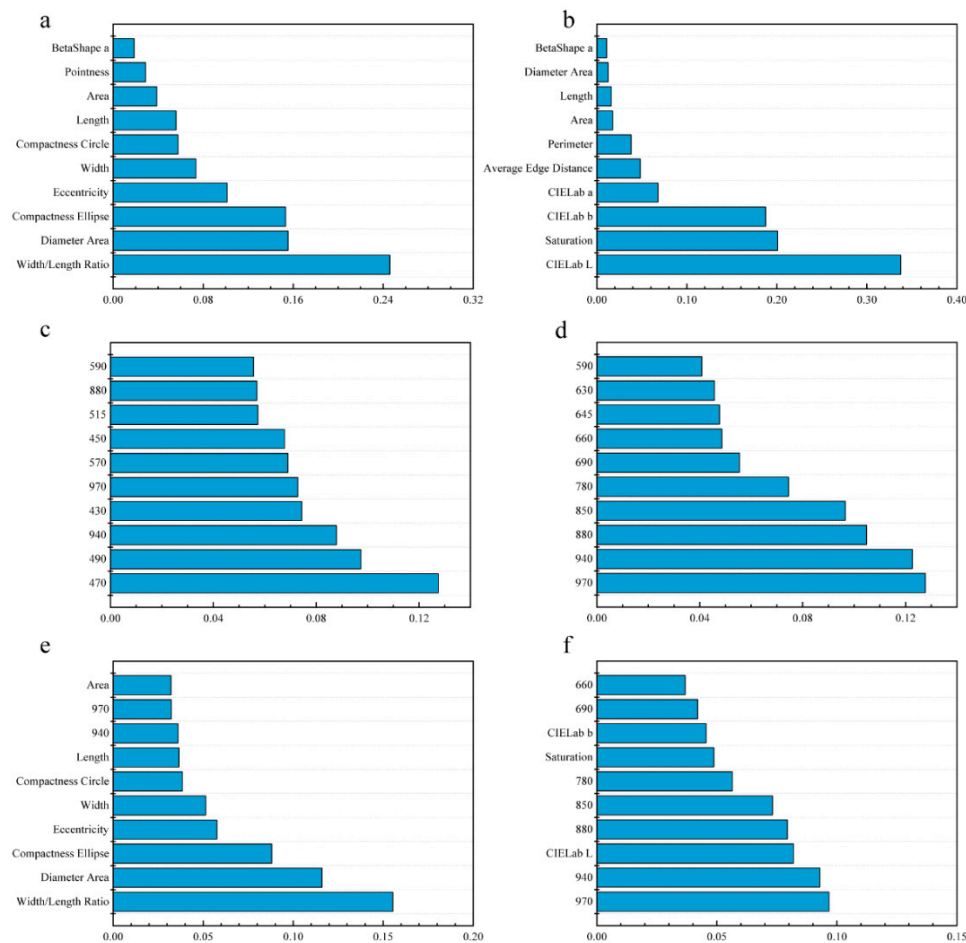 a
BetaShape a
Pointness
Area
Length
Compactness Circle
Width
Eccentricity
Compactness Ellipse
Diameter Area
Width/Length Ratio
0.00 0.08 0.16 0.24 0.32
b
BetaShape a
Diameter Area
Length
Area
Perimeter
Average Edge Distance
CIELab a
CIELab b
Saturation
CIELab L
0.00 0.10 0.20 0.30 0.40
c
590
880
515
450
570
970
430
940
490
470
0.00 0.04 0.08 0.12
d
590
630
645
660
690
780
850
880
940
970
0.00 0.04 0.08 0.12
e
Area
970
940
Length
Compactness Circle
Width
Eccentricity
Compactness Ellipse
Diameter Area
Width/Length Ratio
0.00 0.05 0.10 0.15 0.20
f
660
690
CIELab b
Saturation
780
850
880
CIELab L
940
970
0.00 0.05 0.10 0.15